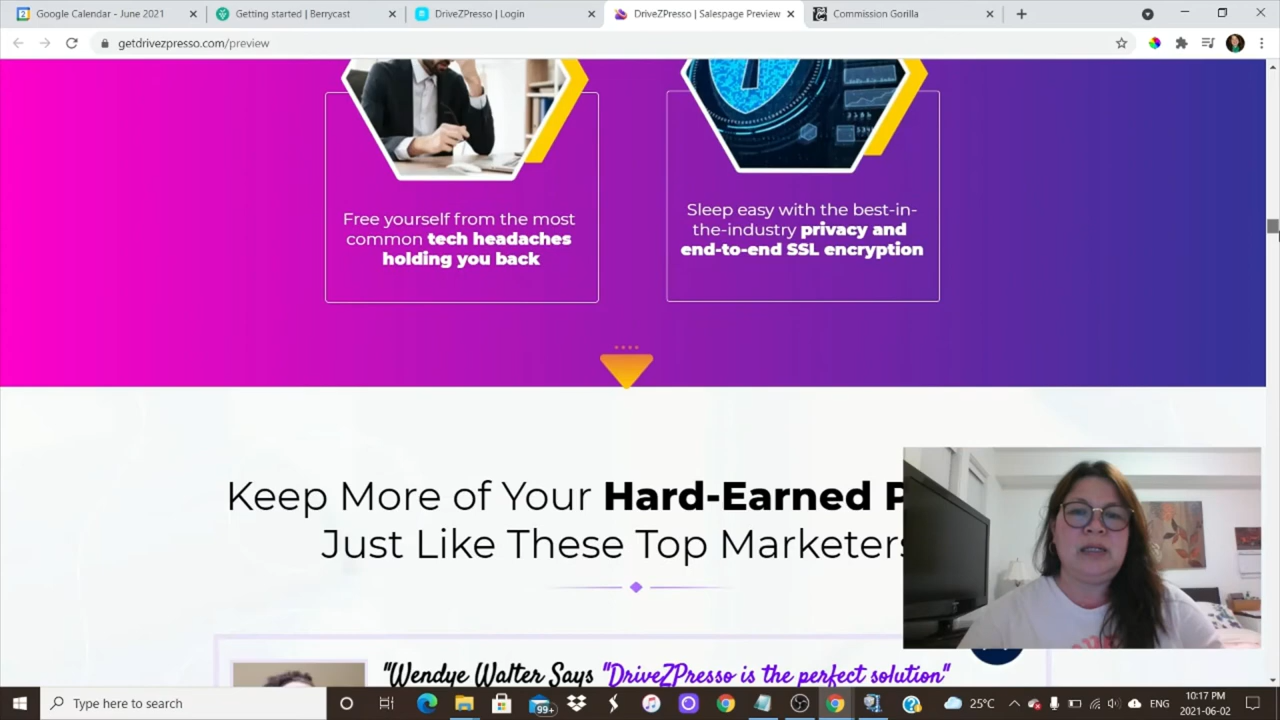 Google Calendar - June 2021
Getting started | Berrycast
DriveZPresso | Login
DriveZPresso | Salespage Preview
Commission Gorilla
getdrivezpresso.com/preview
Free yourself from the most
common tech headaches
holding you back
Sleep easy with the best-in-
the-industry privacy and
end-to-end SSL encryption
Keep More of Your Hard-Earned P
Just Like These Top Marketers
"Wendye Walter Says "DriveZPresso is the perfect solution"
Type here to search
99+
25°C
ENG
10:17 PM
2021-06-02